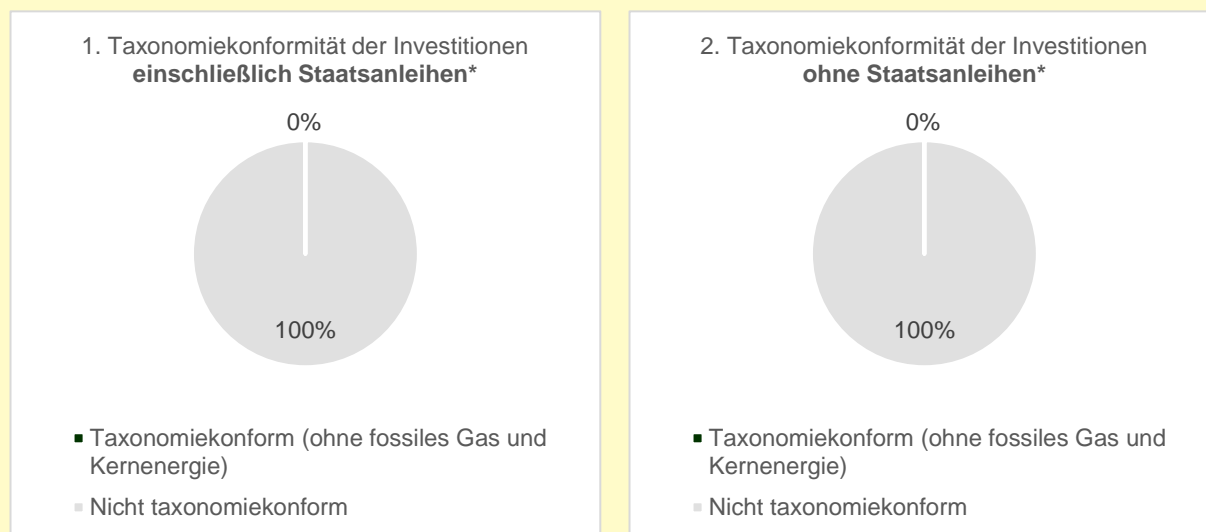 1. Taxonomiekonformität der Investitionen
einschließlich Staatsanleihen*
0%
100%
■ Taxonomiekonform (ohne fossiles Gas und
Kernenergie)
■ Nicht taxonomiekonform
2. Taxonomiekonformität der Investitionen
ohne Staatsanleihen*
0%
100%
■ Taxonomiekonform (ohne fossiles Gas und
Kernenergie)
■ Nicht taxonomiekonform